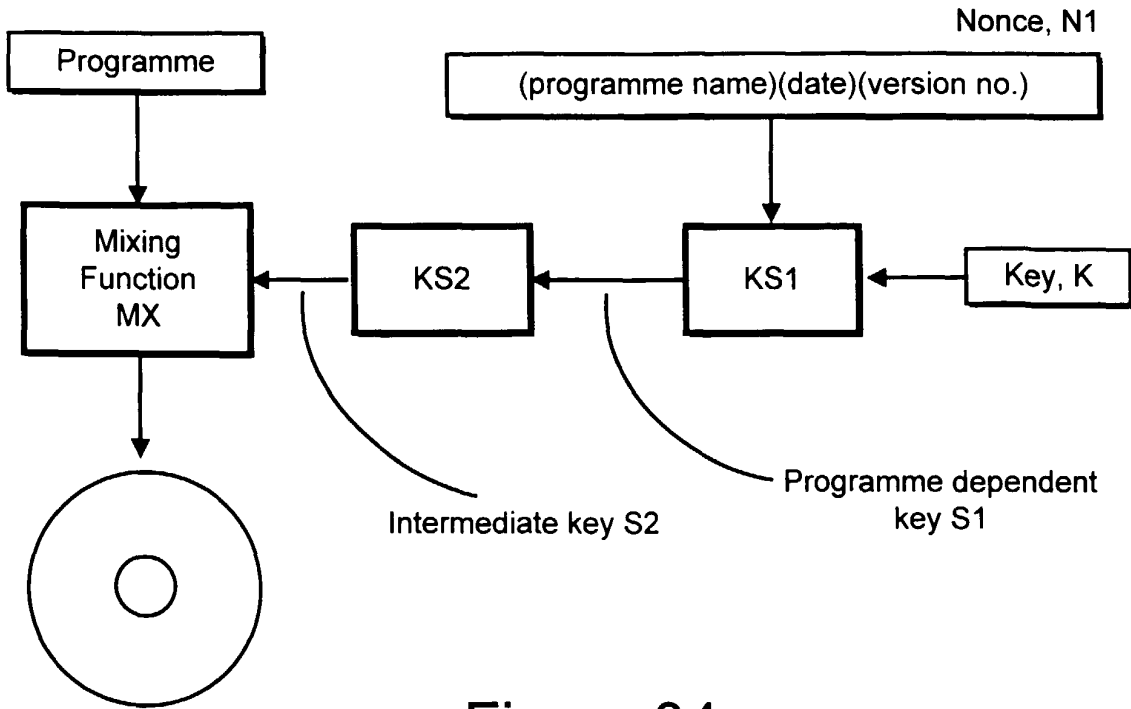 Nonce, N1
Programme
(programme name)(date)(version no.)
Mixing
Function
MX
KS2
KS1
Key, K
Programme dependent
key S1
Intermediate key S2